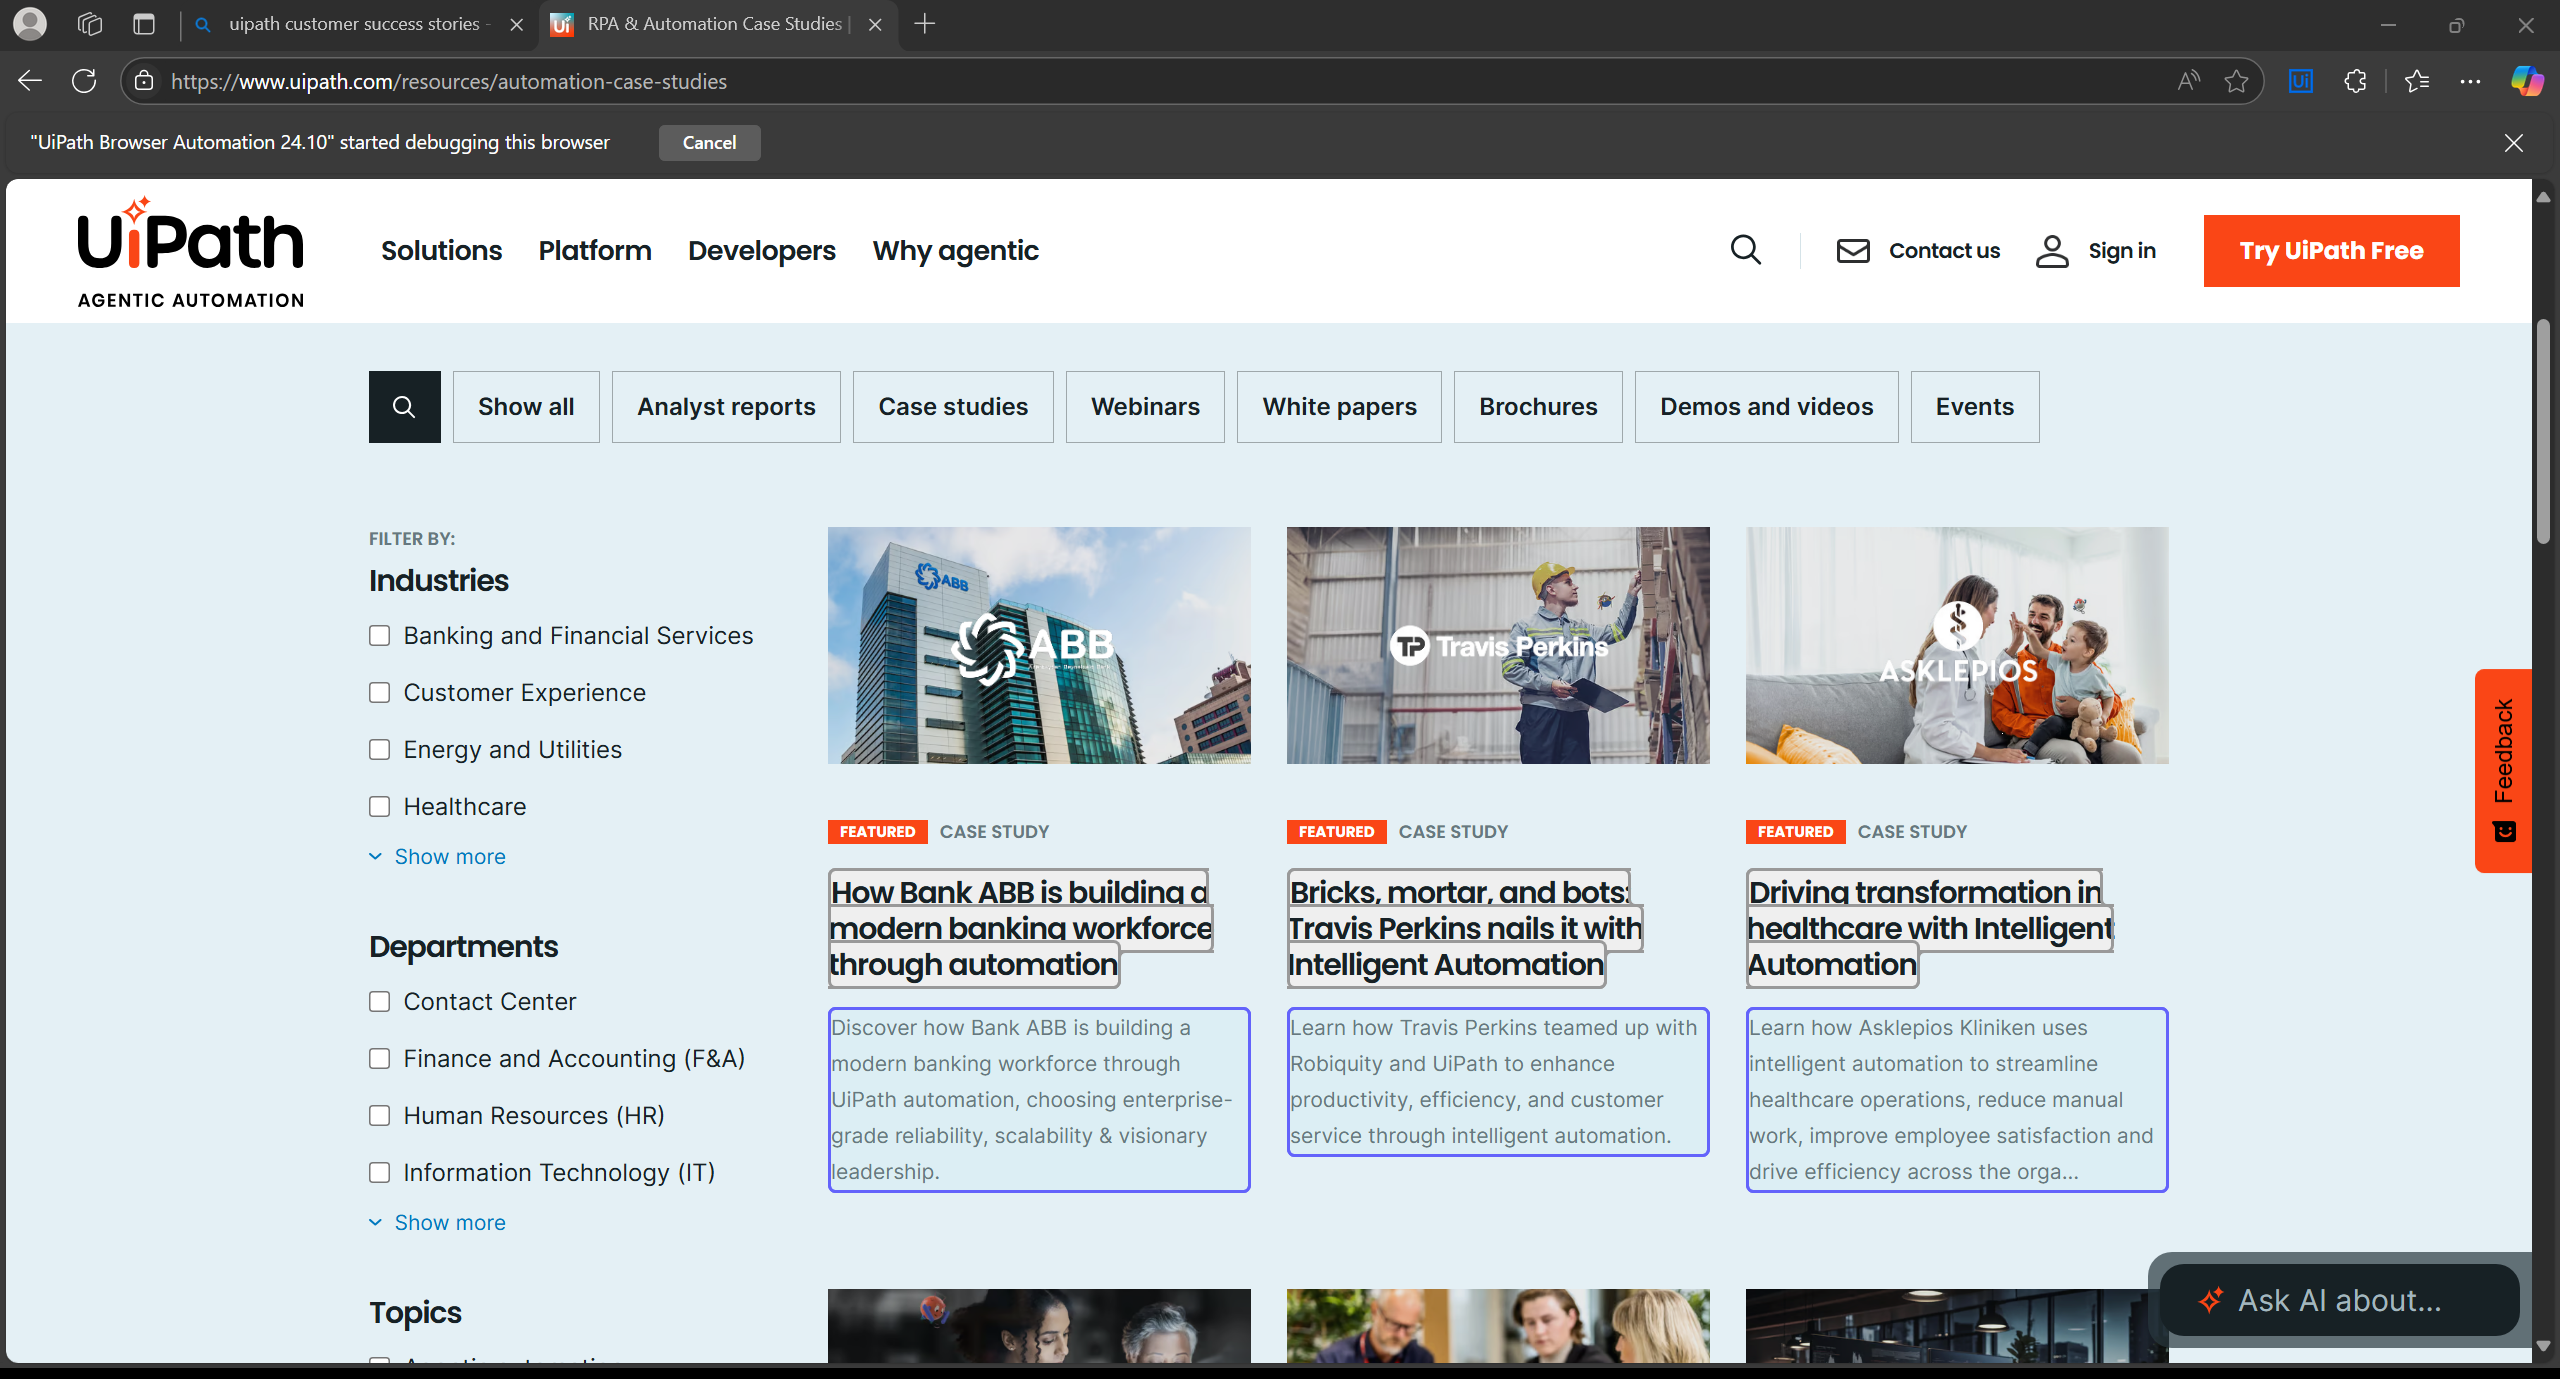 uipath customer success stories -
RPA & Automation Case Studies |
https://www.uipath.com/resources/automation-case-studies
"UiPath Browser Automation 24.10" started debugging this browser
Cancel
UiPath
AGENTIC AUTOMATION
Solutions
Platform
Developers
Why agentic
Contact us
Sign in
Try UiPath Free
Show all
Analyst reports
Case studies
Webinars
White papers
Brochures
Demos and videos
Events
FILTER BY:
Industries
Banking and Financial Services
Customer Experience
Energy and Utilities
Healthcare
Show more
Departments
Contact Center
Finance and Accounting (F&A)
Human Resources (HR)
Information Technology (IT)
Show more
Topics
ABB
ABB
FEATURED CASE STUDY
How Bank ABB is building a
modern banking workforce
through automation
Discover how Bank ABB is building a
modern banking workforce through
UiPath automation, choosing enterprise-
grade reliability, scalability & visionary
leadership.
TP Travis Perkins
FEATURED CASE STUDY
Bricks, mortar, and bots:
Travis Perkins nails it with
Intelligent Automation
Learn how Travis Perkins teamed up with
Robiquity and UiPath to enhance
productivity, efficiency, and customer
service through intelligent automation.
ASKLEPIOS
FEATURED CASE STUDY
Driving transformation in
healthcare with Intelligent
Automation
Learn how Asklepios Kliniken uses
intelligent automation to streamline
healthcare operations, reduce manual
work, improve employee satisfaction and
drive efficiency across the orga...
Feedback
Ask AI about...